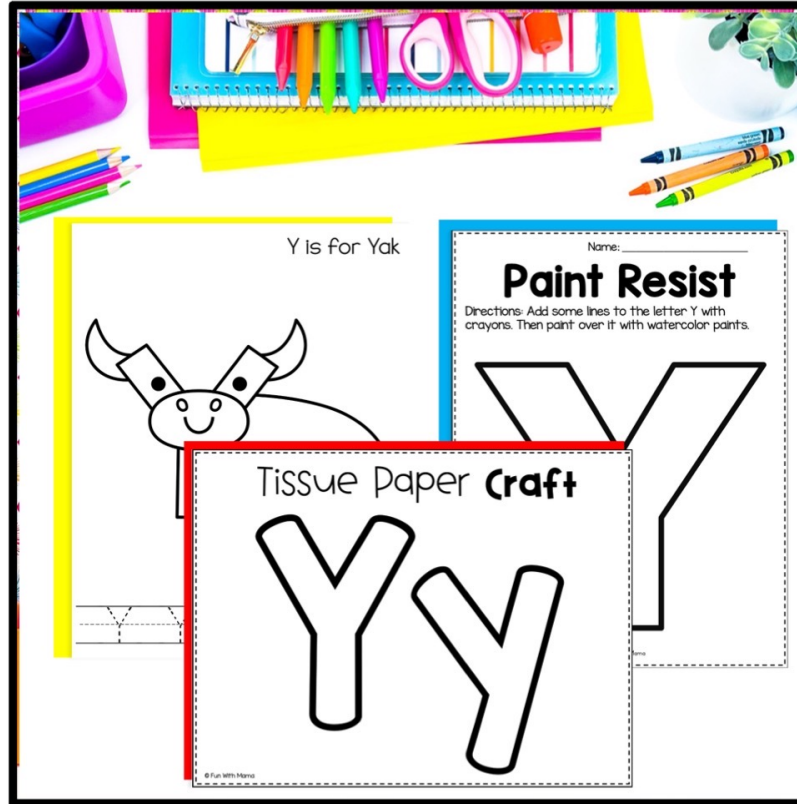 Y is for Yak
Y Y
Name:
Paint Resist
Directions: Add some lines to the letter Y with
crayons. Then paint over it with watercolor paints.
Y
Mama
Tissue Paper Craft
Y y
© Fun With Mama